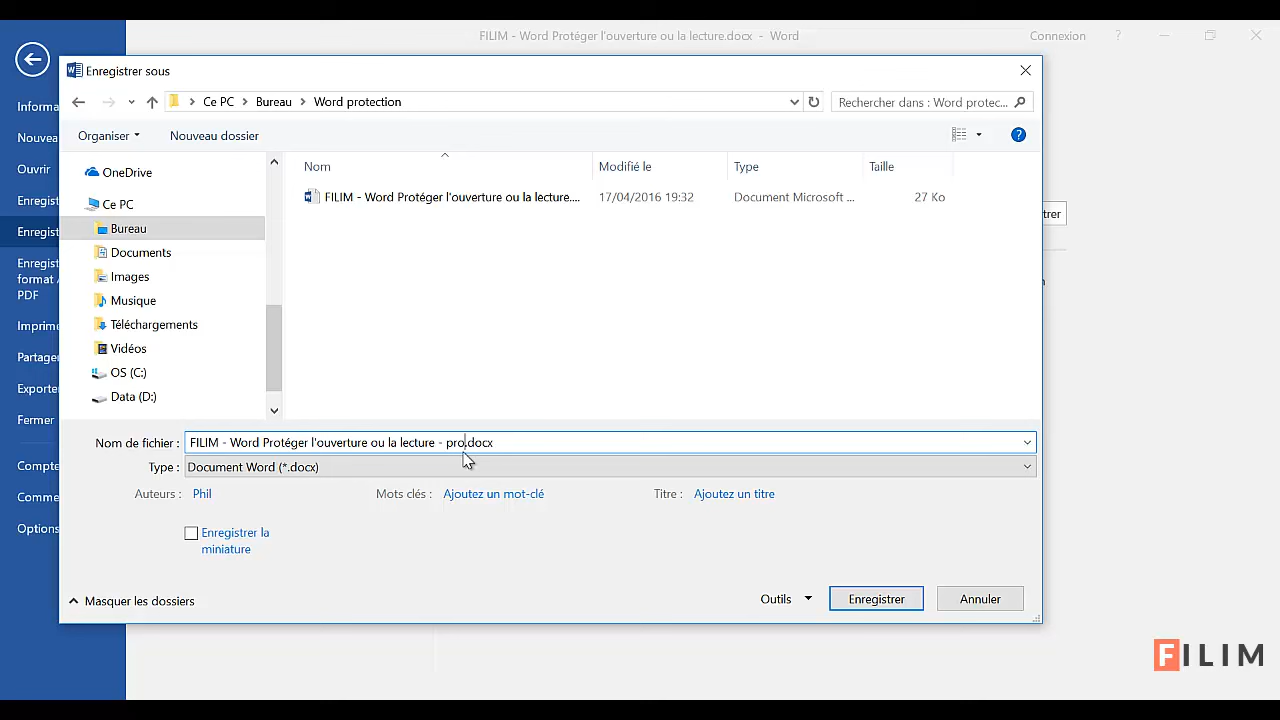 FILIM - Word Protéger l'ouverture ou la lecture.docx - Word
Connexion ?
Enregistrer sous
Informa
Nouvea
Ouvrir
Enregist
Enregist
Enregist
format A
PDF
Imprime
Partager
Exporter
Fermer
Compte
Comme
Options
Ce PC > Bureau > Word protection
Rechercher dans : Word protec...
Organiser
Nouveau dossier
?
OneDrive
Ce PC
Bureau
Documents
Images
Musique
Téléchargements
Vidéos
OS (C:)
Data (D:)
Nom Modifié le Type Taille
FILIM - Word Protéger l'ouverture ou la lecture.... 17/04/2016 19:32 Document Microsoft ... 27 Ko
trer
Nom de fichier : FILIM - Word Protéger l'ouverture ou la lecture - pro.docx
Type : Document Word (*.docx)
Auteurs : Phil Mots clés : Ajoutez un mot-clé Titre : Ajoutez un titre
Enregistrer la
miniature
Masquer les dossiers
Outils
Enregistrer
Annuler
FILIM